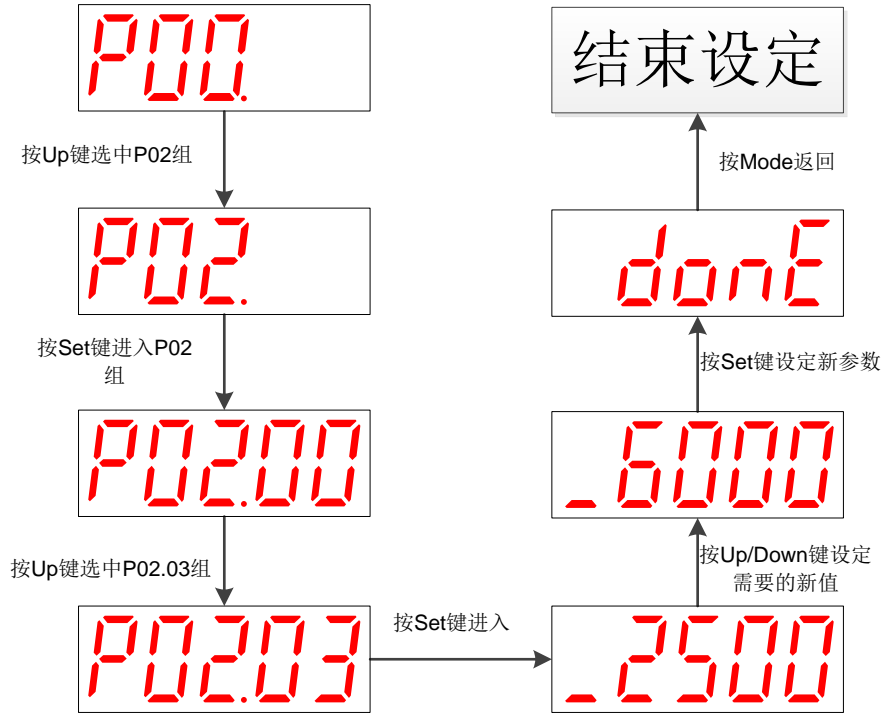 P00.
按Up键选中P02组
P02.
按Set键进入P02
组
P02.00
按Up键选中P02.03组
P02.03
按Set键进入
_2500
按Up/Down键设定
需要的新值
_6000
按Set键设定新参数
donE
按Mode返回
结束设定